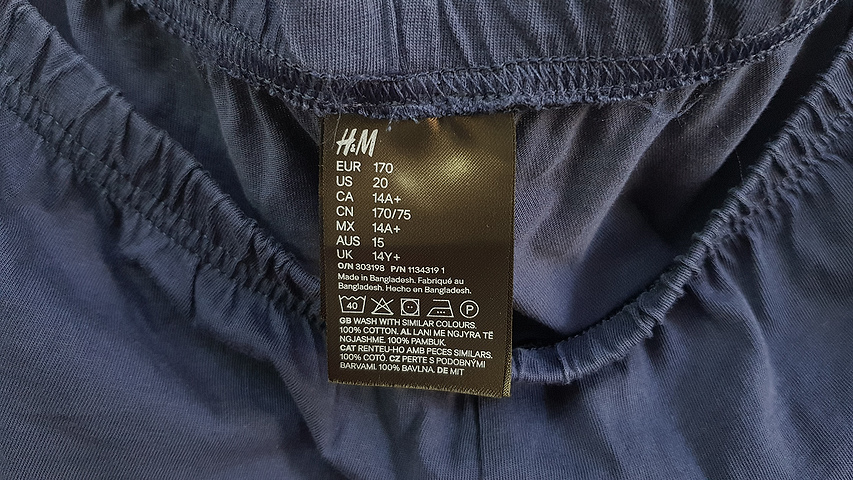 H&M
EUR 170
US 20
CA 14A+
CN 170/75
MX 14A+
AUS 15
UK 14Y+
O/N 303198 P/N 1134319 1
Made in Bangladesh. Fabriqué au
Bangladesh. Hecho en Bangladesh.
40 P
GB WASH WITH SIMILAR COLOURS.
100% COTTON. AL LANI ME NGJYRA TË
NGJASHME. 100% PAMBUK.
CAT RENTEU-HO AMB PECES SIMILARS.
100% COTÓ. CZ PERTE S PODOBNÝMI
BARVAMI. 100% BAVLNA. DE MIT